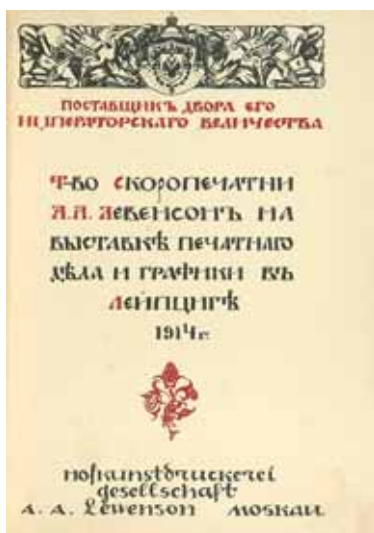 ПОСТАВЩИКЪ ДВОРА ЕГО
ИМПЕРАТОРСКАГО ВЕЛИЧЕСТВА
Т-ВО СКОРОПЕЧАТНИ
А.А. ЛЕВЕНСОНЪ НА
ВЫСТАВКѢ ПЕЧАТНАГО
ДѢЛА И ГРАФИКИ ВЪ
ЛЕЙПЦИГѢ
1914 г.
Hofkunstdruckerei
gesellschaft
A. A. Lewenson Moskau